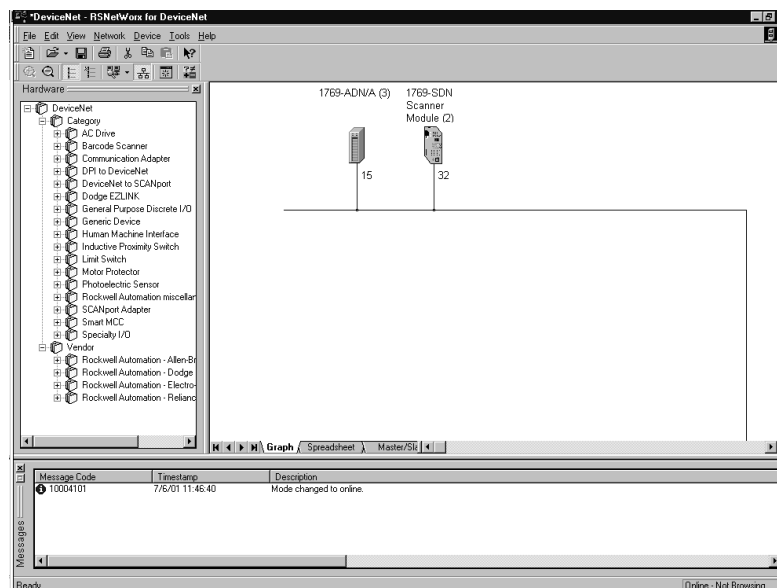 *DeviceNet - RSNetWorx for DeviceNet
File Edit View Network Device Tools Help
Hardware
DeviceNet
Category
AC Drive
Barcode Scanner
Communication Adapter
DPI to DeviceNet
DeviceNet to SCANport
Dodge EZLINK
General Purpose Discrete I/O
Generic Device
Human Machine Interface
Inductive Proximity Switch
Limit Switch
Motor Protector
Photoelectric Sensor
Rockwell Automation miscellar
SCANport Adapter
Smart MCC
Specialty I/O
Vendor
Rockwell Automation - Allen-Br
Rockwell Automation - Dodge
Rockwell Automation - Electro-
Rockwell Automation - Relianc
1769-ADN/A (3)
15
1769-SDN
Scanner
Module (2)
32
Graph Spreadsheet Master/Sla
Messages
Message Code Timestamp Description
10004101 7/6/01 11:46:40 Mode changed to online.
Ready Online - Not Browsing